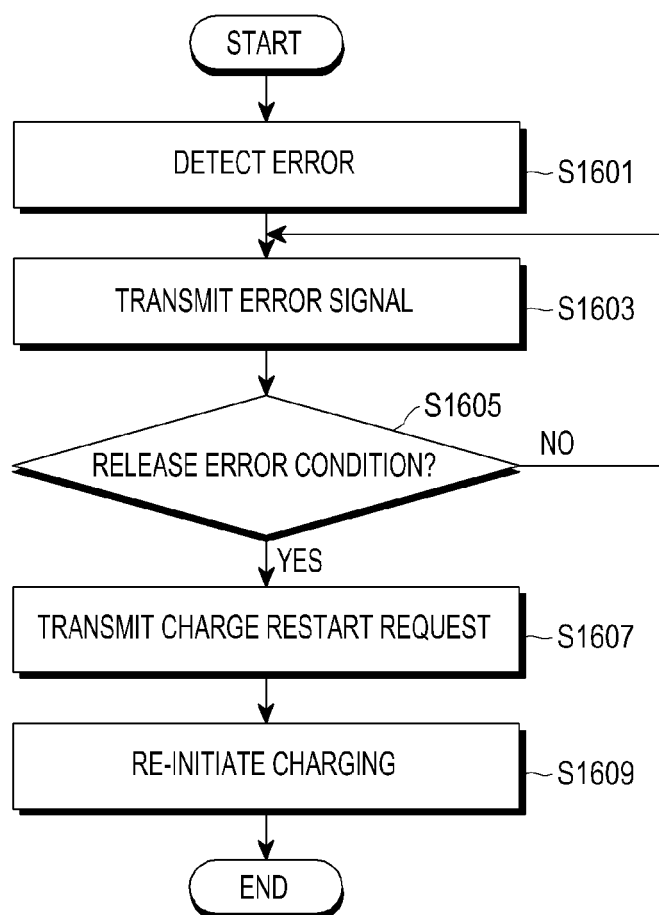 START
DETECT ERROR
S1601
TRANSMIT ERROR SIGNAL
S1603
S1605
RELEASE ERROR CONDITION?
NO
YES
TRANSMIT CHARGE RESTART REQUEST
S1607
RE-INITIATE CHARGING
S1609
END